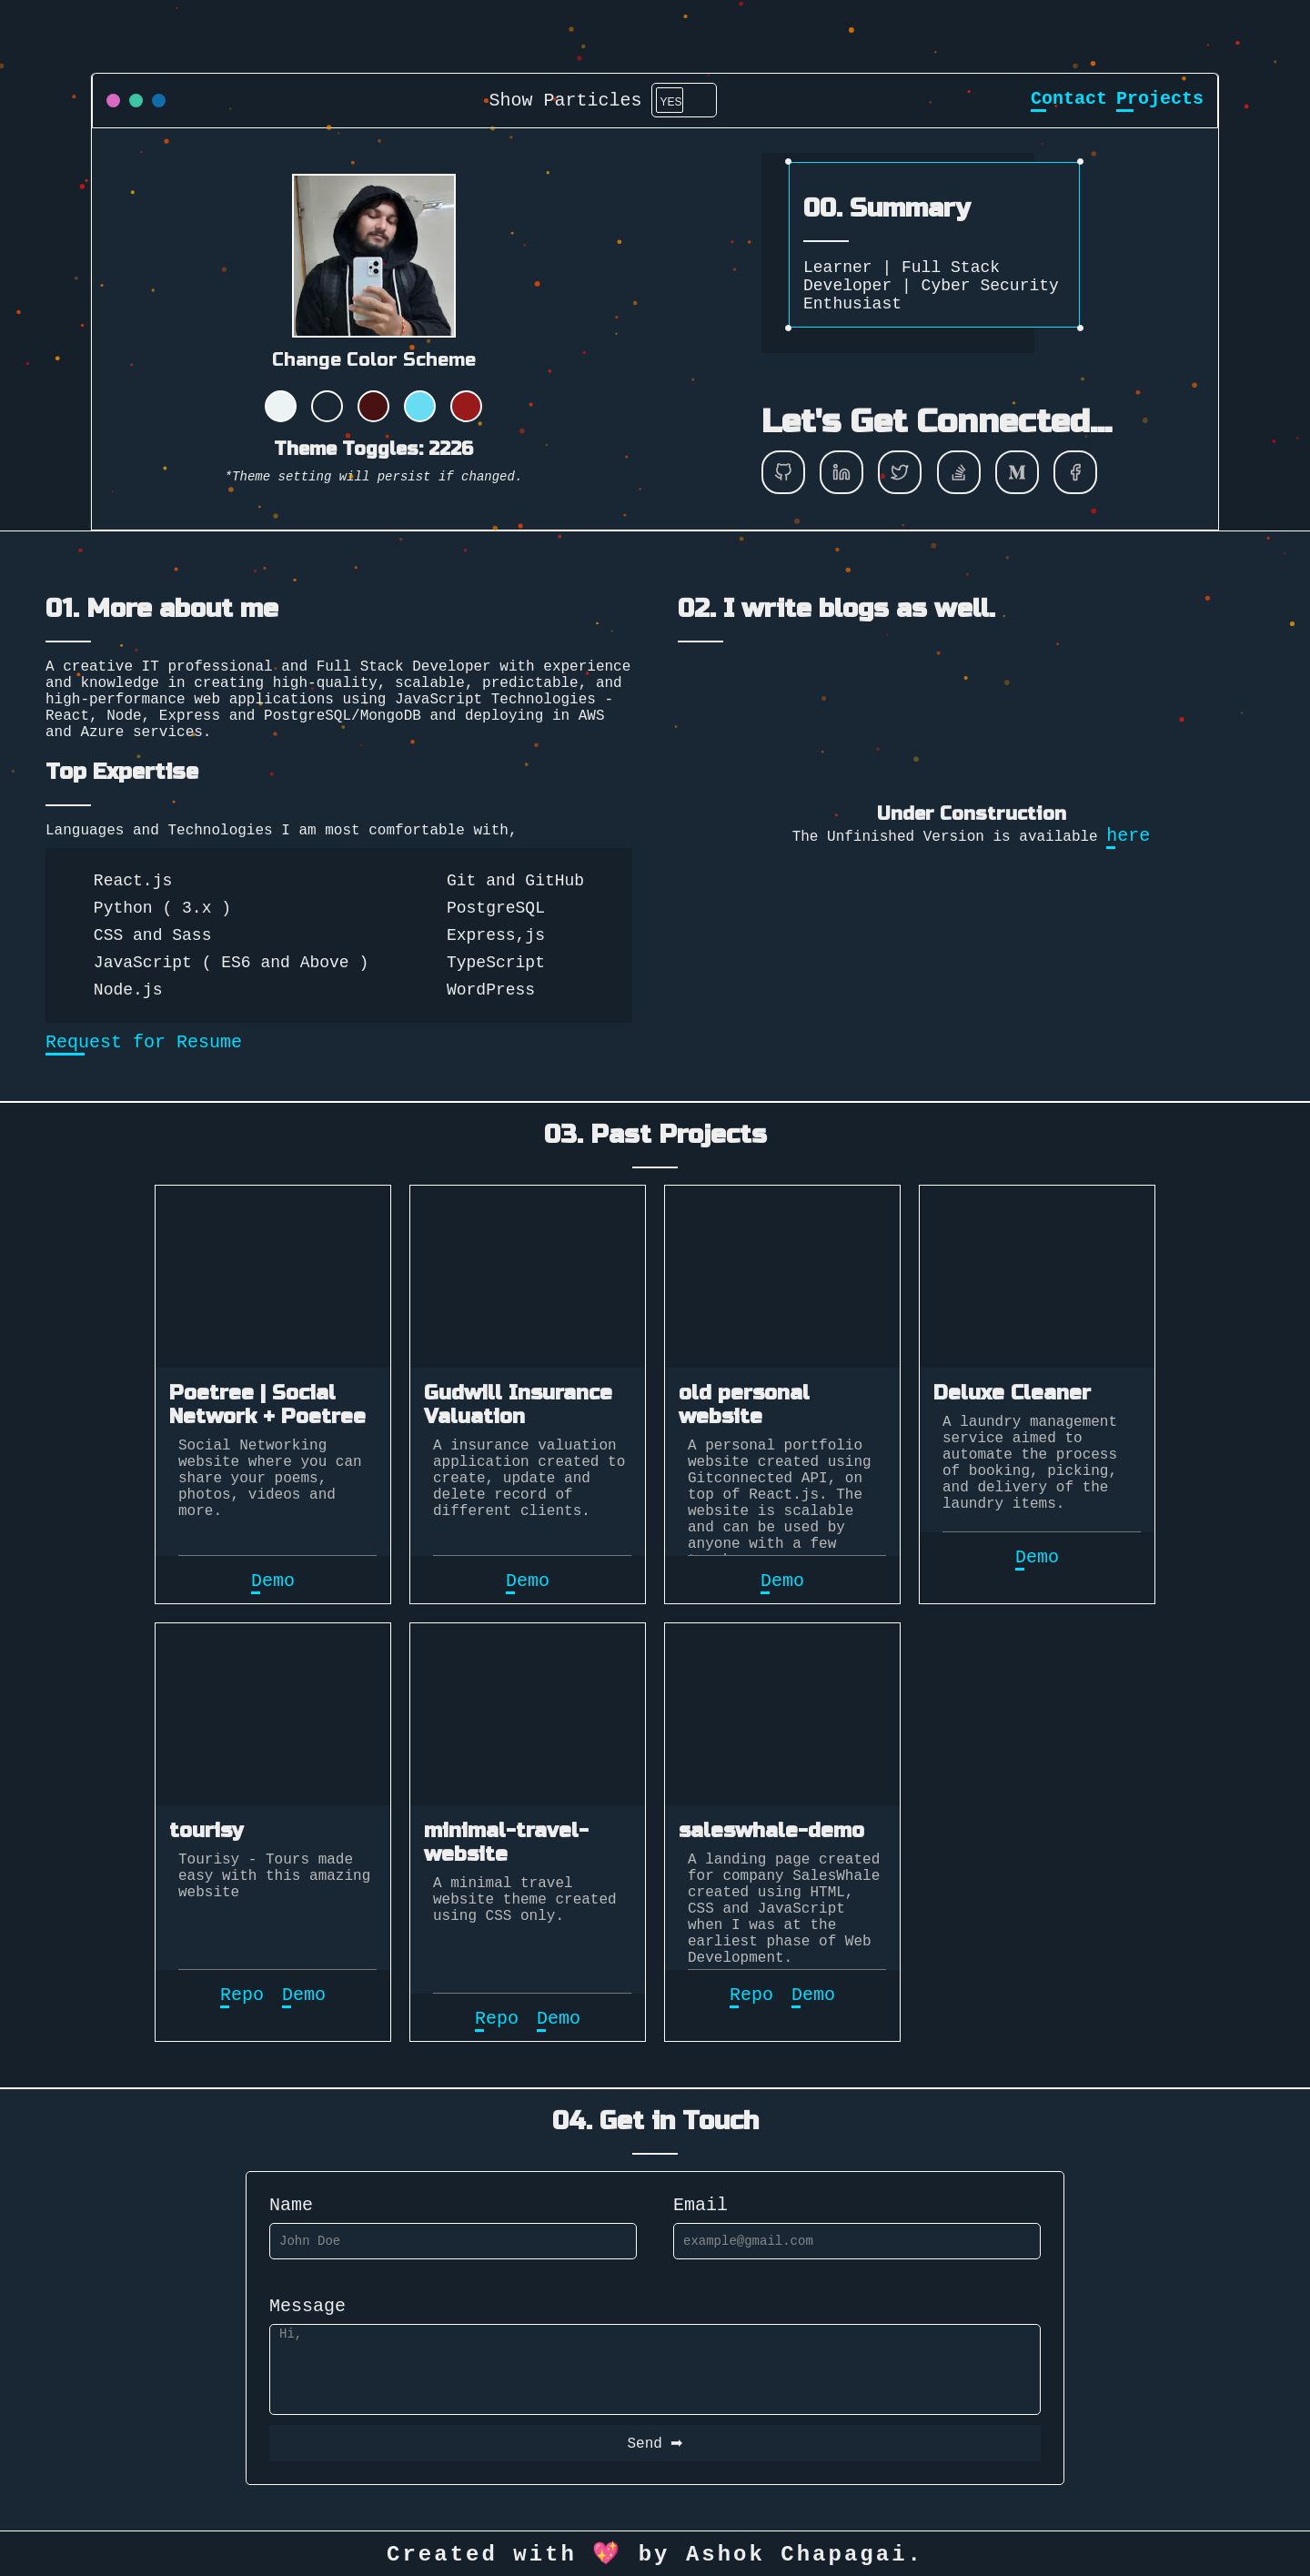 Show Particles YES
Contact Projects
Change Color Scheme
Theme Toggles: 2226
*Theme setting will persist if changed.
00. Summary
Learner | Full Stack
Developer | Cyber Security
Enthusiast
Let's Get Connected...
01. More about me
A creative IT professional and Full Stack Developer with experience
and knowledge in creating high-quality, scalable, predictable, and
high-performance web applications using JavaScript Technologies -
React, Node, Express and PostgreSQL/MongoDB and deploying in AWS
and Azure services.
Top Expertise
Languages and Technologies I am most comfortable with,
React.js
Python ( 3.x )
CSS and Sass
JavaScript ( ES6 and Above )
Node.js
Git and GitHub
PostgreSQL
Express,js
TypeScript
WordPress
Request for Resume
02. I write blogs as well.
Under Construction
The Unfinished Version is available here
03. Past Projects
Poetree | Social
Network + Poetree
Social Networking
website where you can
share your poems,
photos, videos and
more.
Demo
Gudwill Insurance
Valuation
A insurance valuation
application created to
create, update and
delete record of
different clients.
Demo
old personal
website
A personal portfolio
website created using
Gitconnected API, on
top of React.js. The
website is scalable
and can be used by
anyone with a few
Demo
Deluxe Cleaner
A laundry management
service aimed to
automate the process
of booking, picking,
and delivery of the
laundry items.
Demo
tourisy
Tourisy - Tours made
easy with this amazing
website
Repo Demo
minimal-travel-
website
A minimal travel
website theme created
using CSS only.
Repo Demo
saleswhale-demo
A landing page created
for company SalesWhale
created using HTML,
CSS and JavaScript
when I was at the
earliest phase of Web
Development.
Repo Demo
04. Get in Touch
Name
John Doe
Email
example@gmail.com
Message
Hi,
Send ➡
Created with 💖 by Ashok Chapagai.